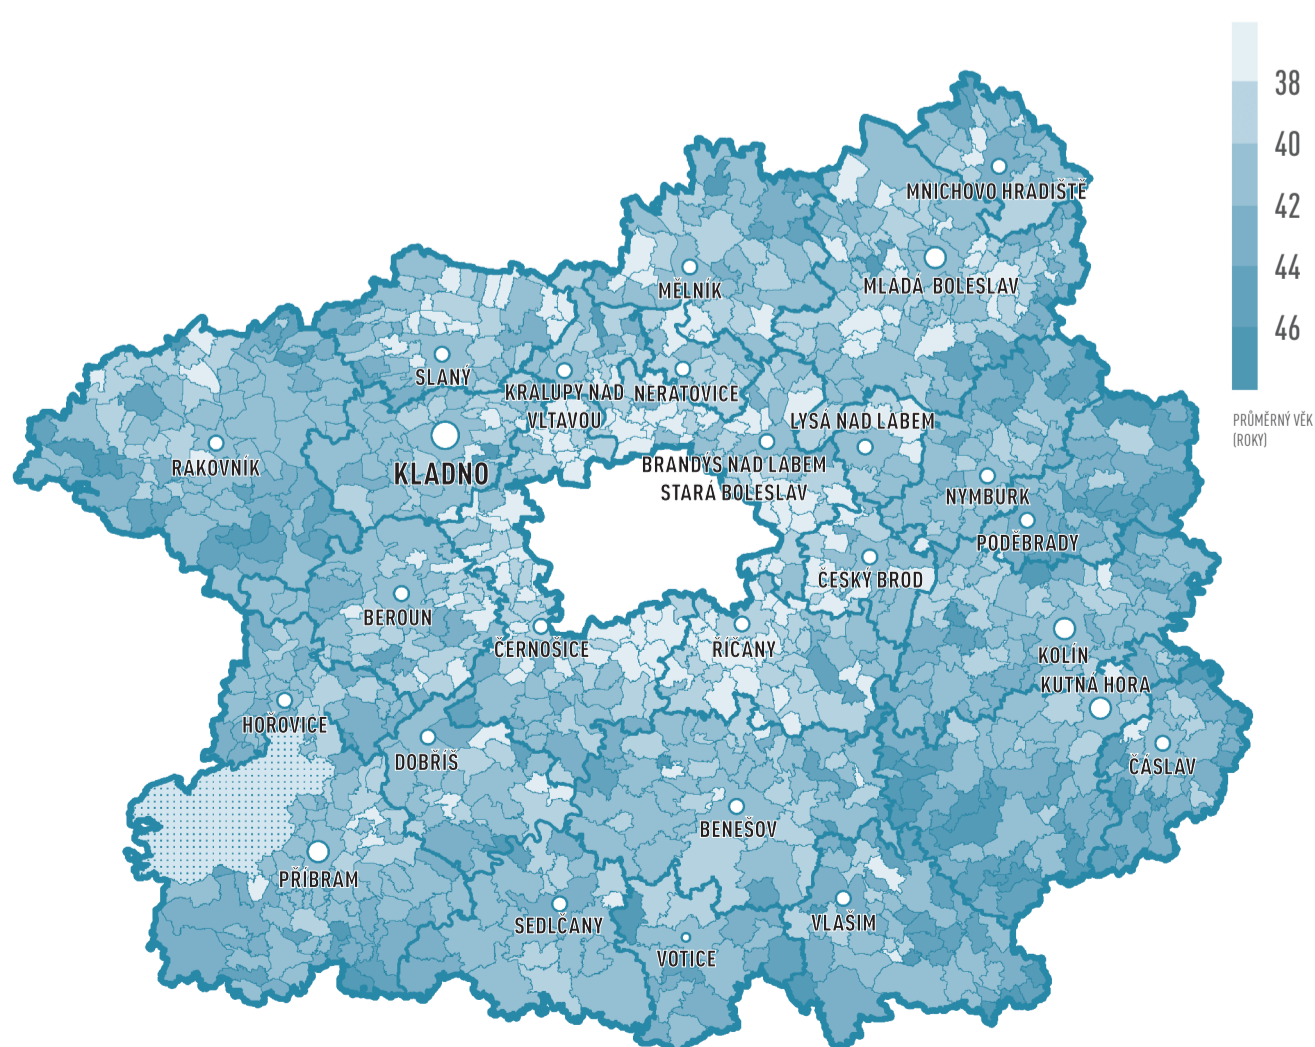 38
40
42
44
46
PRŮMĚRNÝ VĚK
(ROKY)
MNICHOVO HRADIŠTĚ
MLADÁ BOLESLAV
MĚLNÍK
SLANÝ
KRALUPY NAD
VLTAVOU
NERATOVICE
LYSÁ NAD LABEM
RAKOVNÍK
KLADNO
BRANDÝS NAD LABEM
STARÁ BOLESLAV
NYMBURK
PODĚBRADY
ČESKÝ BROD
BEROUN
ČERNOŠICE
ŘÍČANY
KOLÍN
KUTNÁ HORA
HOŘOVICE
DOBŘÍŠ
ČÁSLAV
BENEŠOV
PŘÍBRAM
SEDLČANY
VLAŠIM
VOTICE